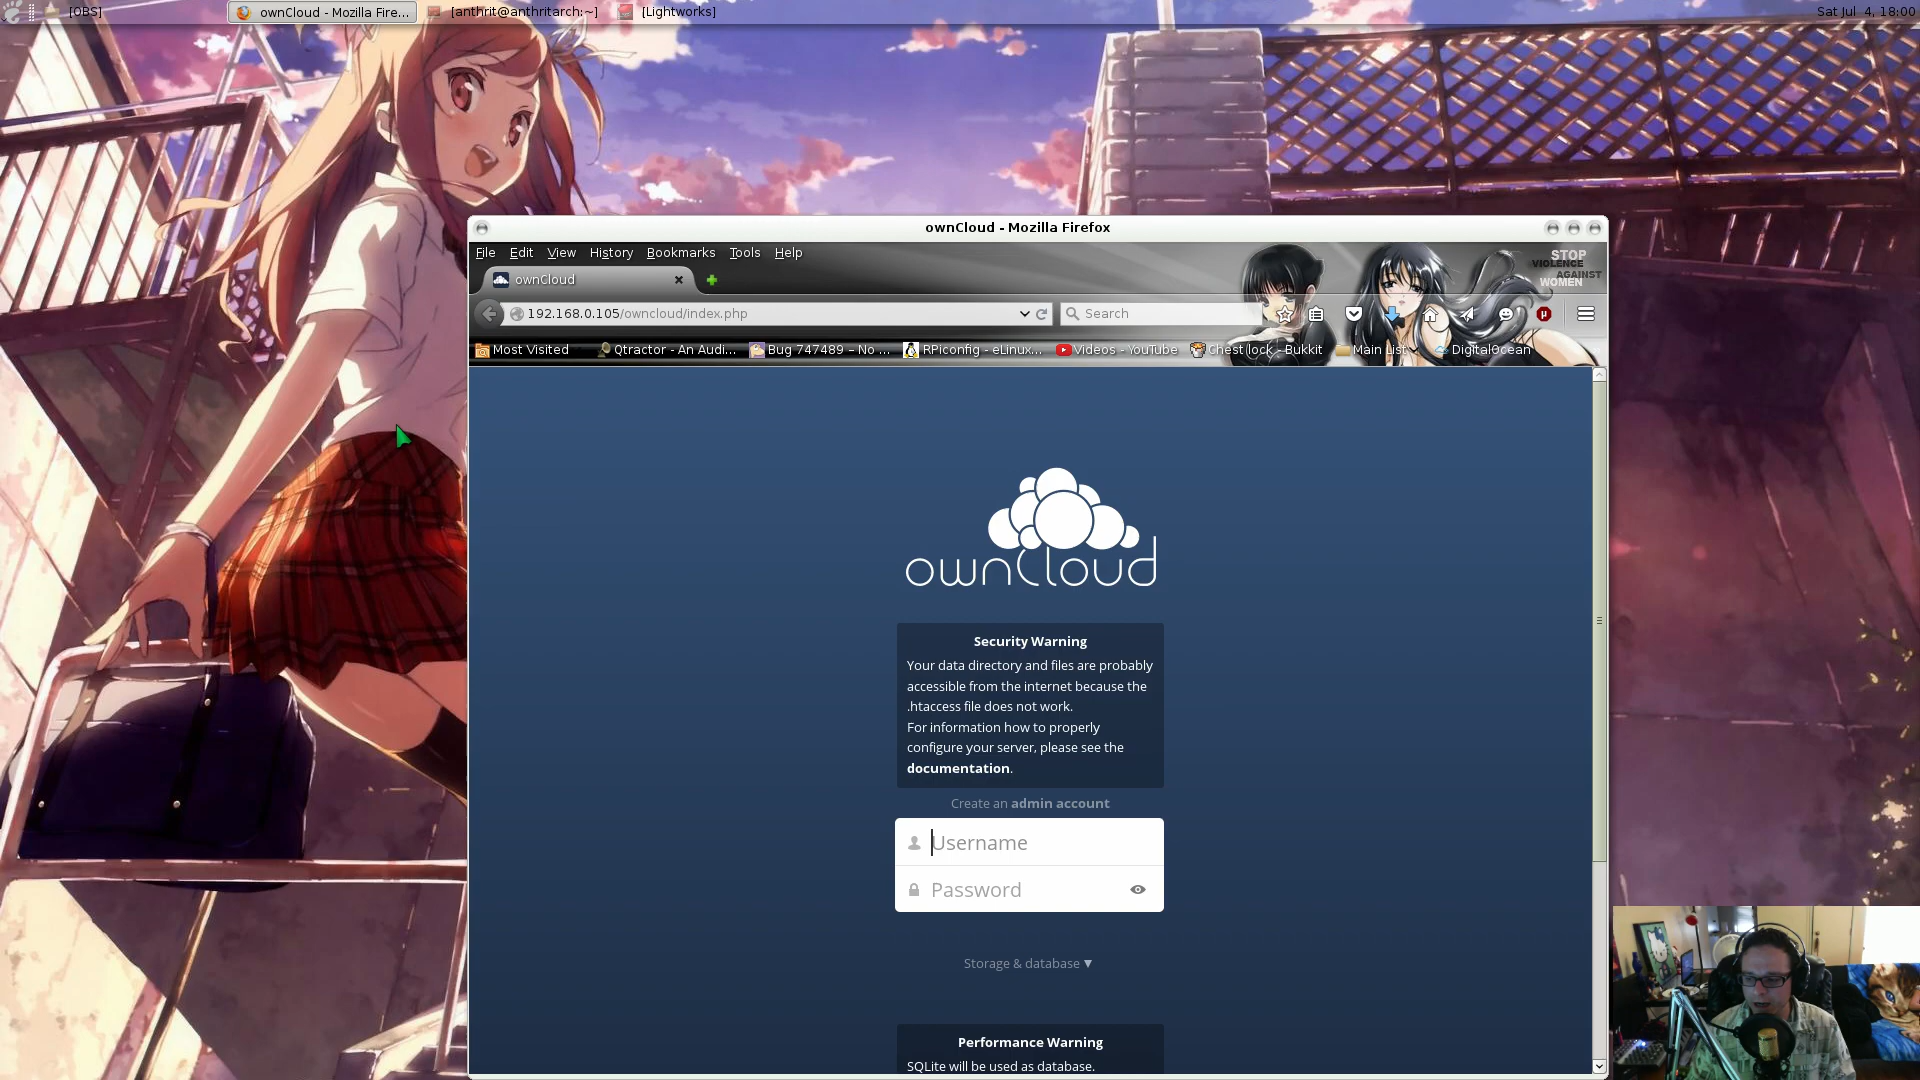 [OBS]
ownCloud - Mozilla Fire...
[anthrit@anthritarch:~]
[Lightworks]
Sat Jul 4, 18:00
ownCloud - Mozilla Firefox
File Edit View History Bookmarks Tools Help
STOP
VIOLENCE
AGAINST
WOMEN
ownCloud
192.168.0.105/owncloud/index.php
Search
Most Visited
Qtractor - An Audi...
Bug 747489 – No ...
RPiconfig - eLinux...
Videos - YouTube
Chest lock - Bukkit
Main List
DigitalOcean
ownCloud
Security Warning
Your data directory and files are probably
accessible from the internet because the
.htaccess file does not work.
For information how to properly
configure your server, please see the
documentation.
Create an admin account
Username
Password
Storage & database ▼
Performance Warning
SQLite will be used as database.